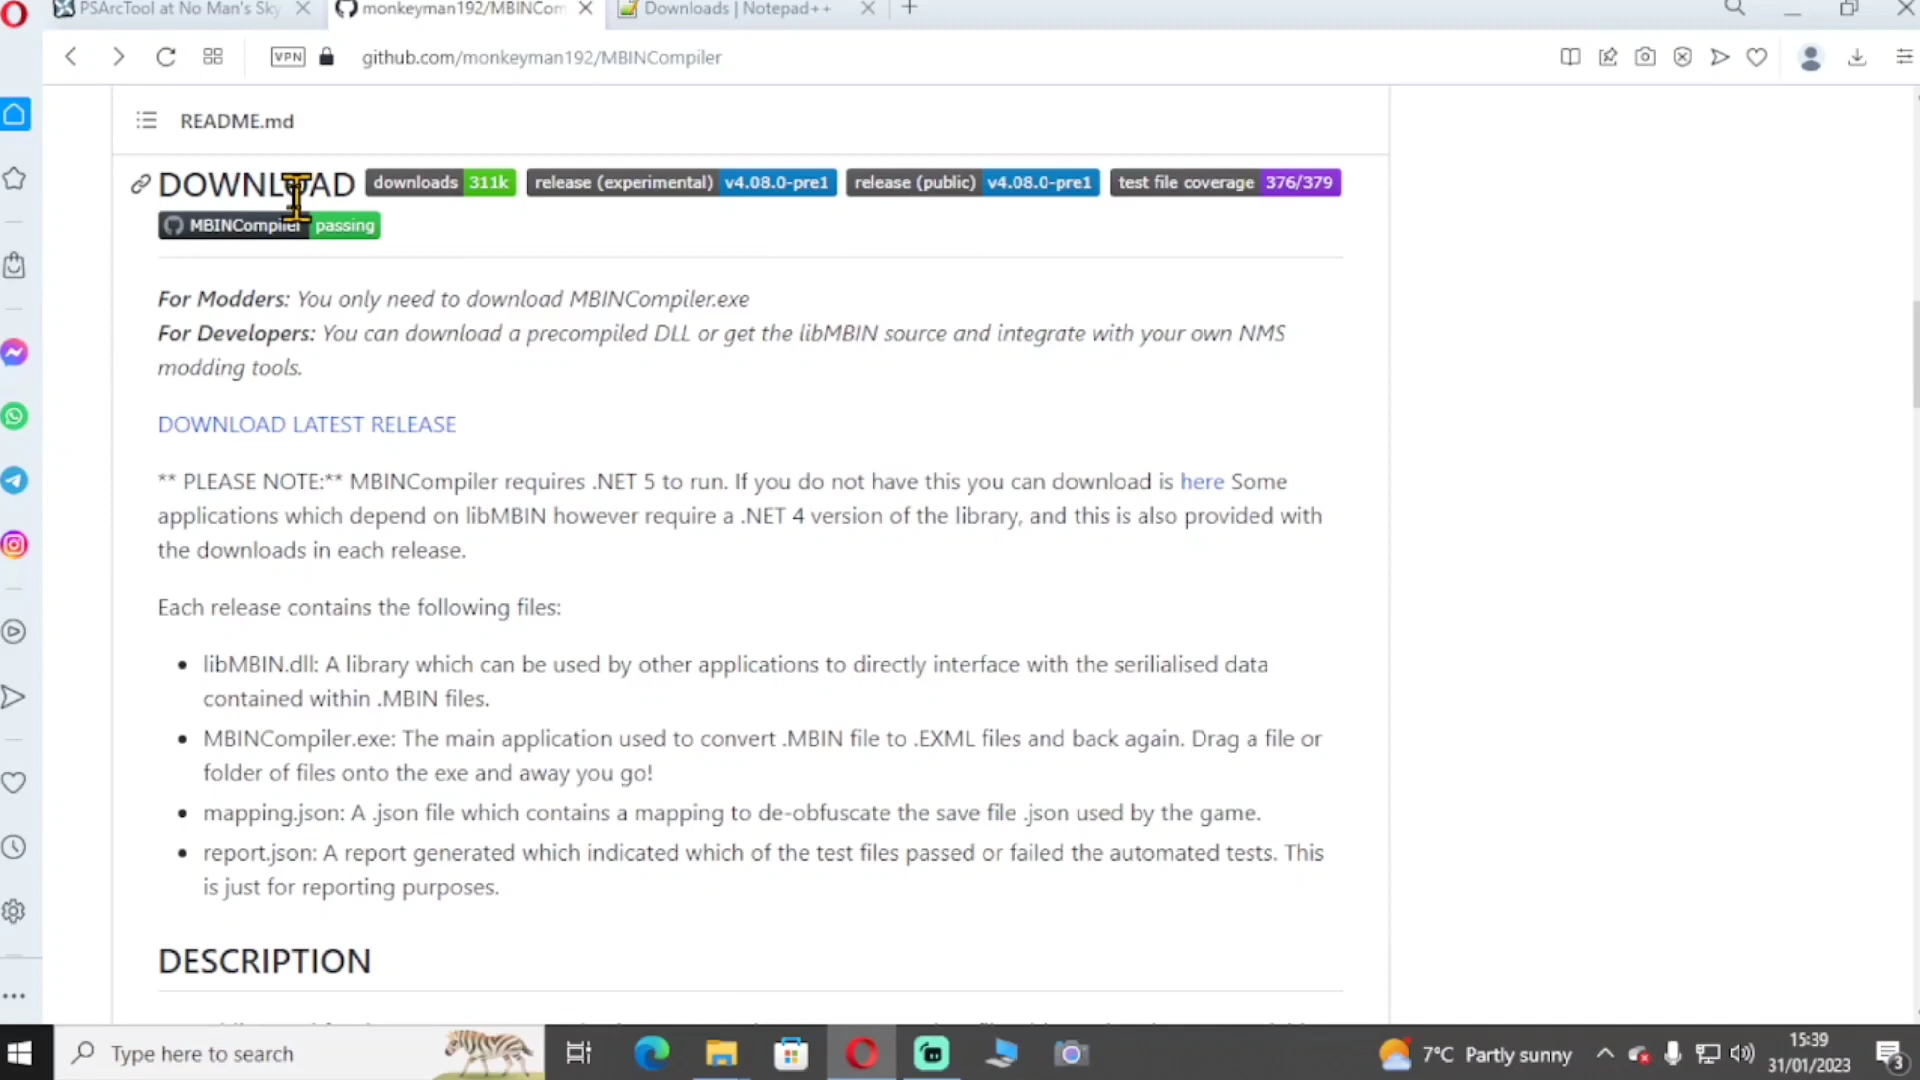 PSArcTool at No Man's Sky
monkeyman192/MBINCom
Downloads | Notepad++
VPN
github.com/monkeyman192/MBINCompiler
README.md
DOWNLOAD downloads 311k release (experimental) v4.08.0-pre1 release (public) v4.08.0-pre1 test file coverage 376/379
MBINCompiler passing
For Modders: You only need to download MBINCompiler.exe
For Developers: You can download a precompiled DLL or get the libMBIN source and integrate with your own NMS
modding tools.
DOWNLOAD LATEST RELEASE
** PLEASE NOTE:** MBINCompiler requires .NET 5 to run. If you do not have this you can download is here Some
applications which depend on libMBIN however require a .NET 4 version of the library, and this is also provided with
the downloads in each release.
Each release contains the following files:
libMBIN.dll: A library which can be used by other applications to directly interface with the serilialised data
contained within .MBIN files.
MBINCompiler.exe: The main application used to convert .MBIN file to .EXML files and back again. Drag a file or
folder of files onto the exe and away you go!
mapping.json: A .json file which contains a mapping to de-obfuscate the save file .json used by the game.
report.json: A report generated which indicated which of the test files passed or failed the automated tests. This
is just for reporting purposes.
DESCRIPTION
Type here to search
7°C Partly sunny
15:39
31/01/2023
3